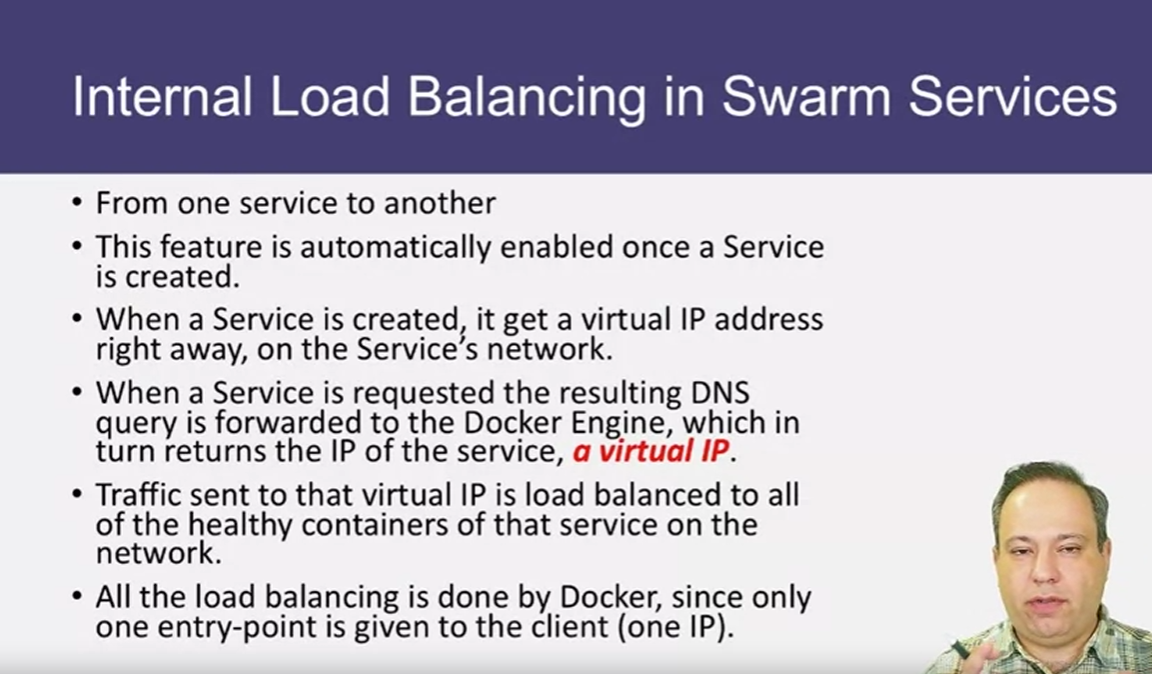 Internal Load Balancing in Swarm Services
• From one service to another
• This feature is automatically enabled once a Service
is created.
• When a Service is created, it get a virtual IP address
right away, on the Service's network.
• When a Service is requested the resulting DNS
query is forwarded to the Docker Engine, which in
turn returns the IP of the service, a virtual IP.
• Traffic sent to that virtual IP is load balanced to all
of the healthy containers of that service on the
network.
• All the load balancing is done by Docker, since only
one entry-point is given to the client (one IP).